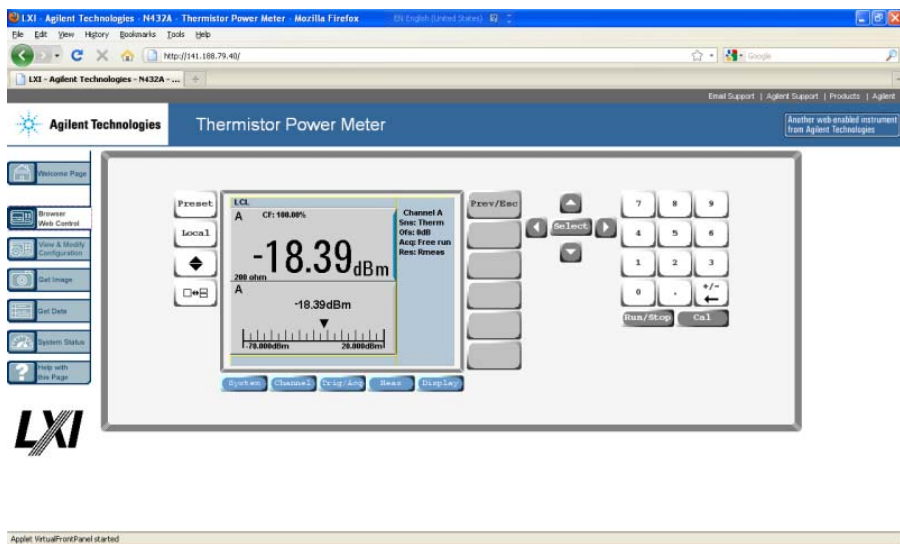 LXI - Agilent Technologies - N432A - Thermistor Power Meter - Mozilla Firefox
EN English (United States)
File Edit View History Bookmarks Tools Help
http://141.188.79.40/
Google
LXI - Agilent Technologies - N432A - ...
Email Support | Agilent Support | Products | Agilent
Agilent Technologies
Thermistor Power Meter
Another web-enabled instrument
from Agilent Technologies
Welcome Page
Browser
Web Control
View & Modify
Configuration
Get Image
Get Data
System Status
Help with
this Page
LXI
Preset
Local
LCL
A CF: 100.00%
-18.39dBm
200 ohm
A
-18.39dBm
-70.000dBm 20.000dBm
Channel A
Sns: Therm
Ofs: 0dB
Acq: Free run
Res: Rmeas
Prev/Esc
Select
7 8 9
4 5 6
1 2 3
0 . +/-
Run/Stop Cal
System Channel Trig/Acq Meas Display
Applet VirtualFrontPanel started